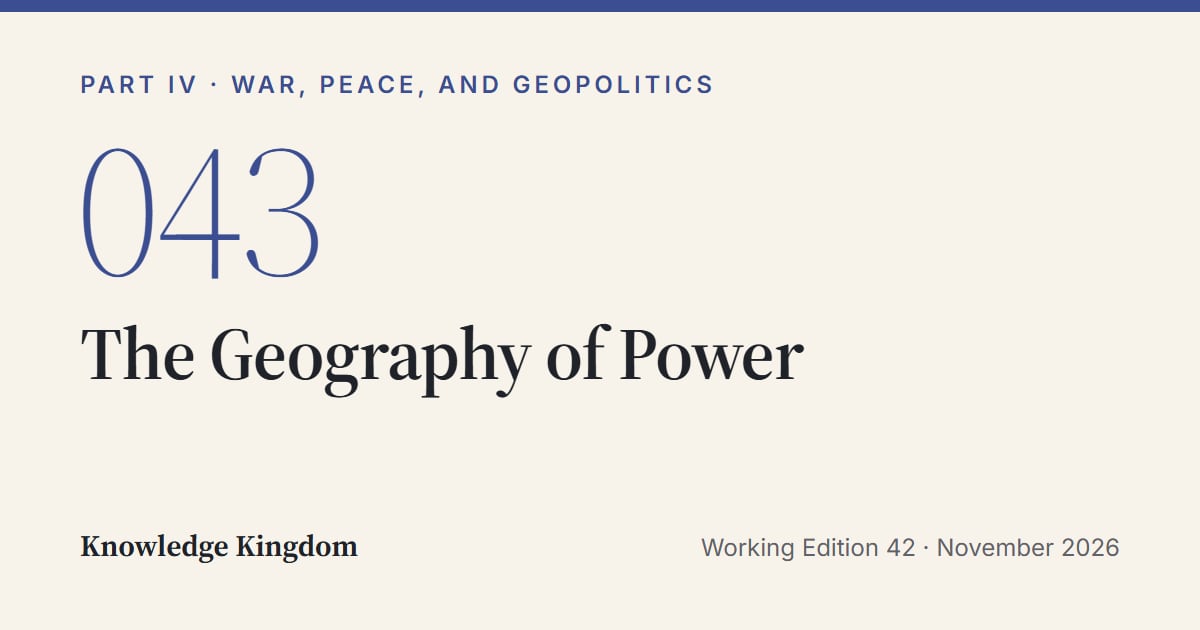 PART IV · WAR, PEACE, AND GEOPOLITICS
043
The Geography of Power
Knowledge Kingdom
Working Edition 42 · November 2026